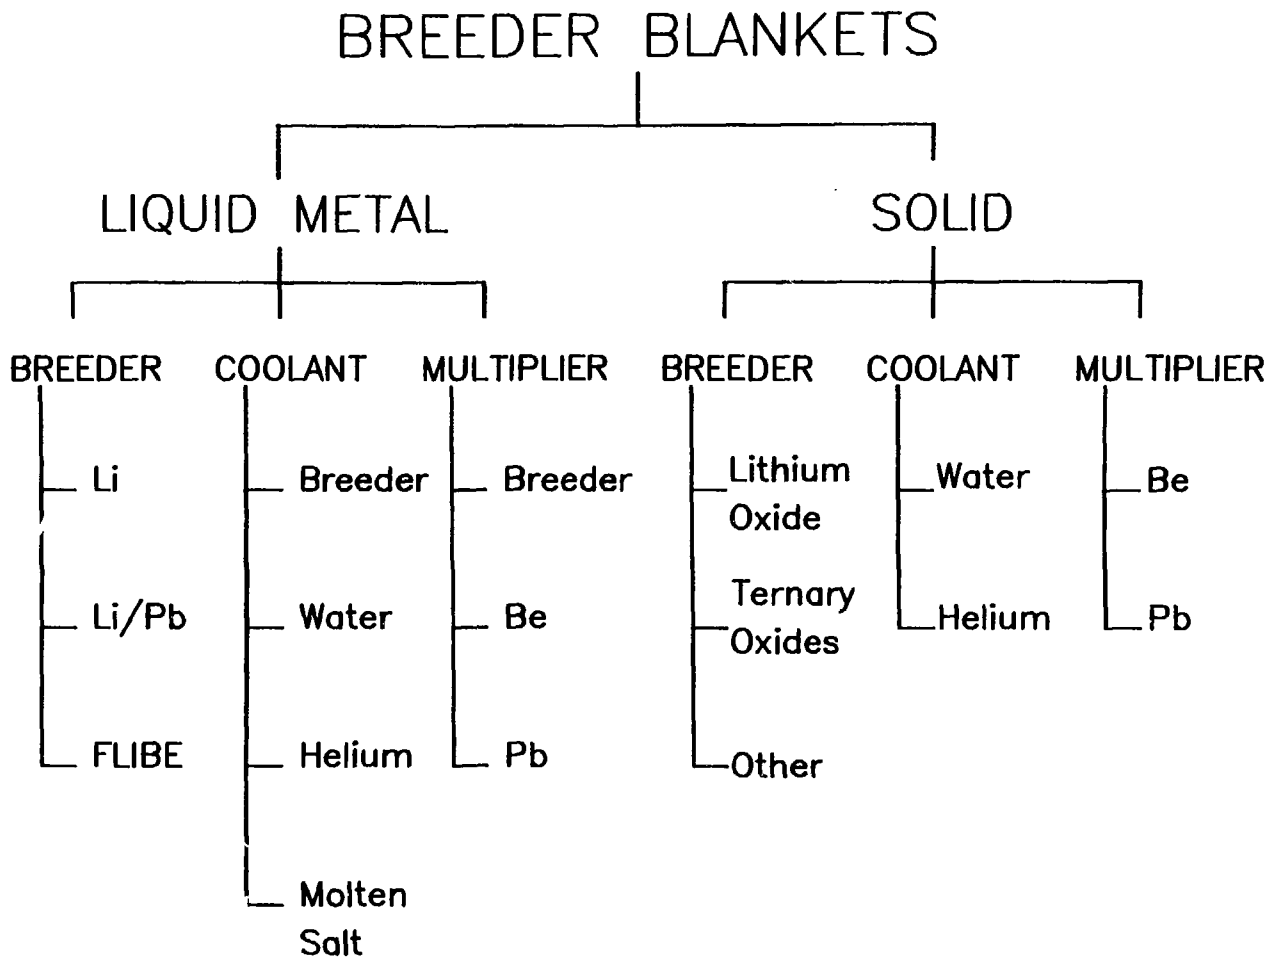 BREEDER BLANKETS
LIQUID METAL
SOLID
BREEDER
COOLANT
MULTIPLIER
BREEDER
COOLANT
MULTIPLIER
Li
Li/Pb
FLIBE
Breeder
Water
Helium
Molten
Salt
Breeder
Be
Pb
Lithium
Oxide
Ternary
Oxides
Other
Water
Helium
Be
Pb